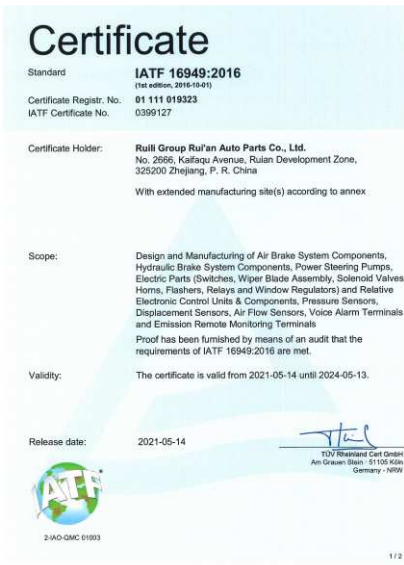 Certificate
Standard IATF 16949:2016
(1st edition, 2016-10-01)
Certificate Registr. No. 01 111 019323
IATF Certificate No. 0399127
Certificate Holder: Ruili Group Rui'an Auto Parts Co., Ltd.
No. 2666, Kaifaqu Avenue, Ruian Development Zone,
325200 Zhejiang, P. R. China
With extended manufacturing site(s) according to annex
Scope: Design and Manufacturing of Air Brake System Components,
Hydraulic Brake System Components, Power Steering Pumps,
Electric Parts (Switches, Wiper Blade Assembly, Solenoid Valves
Horns, Flashers, Relays and Window Regulators) and Relative
Electronic Control Units & Components, Pressure Sensors,
Displacement Sensors, Air Flow Sensors, Voice Alarm Terminals
and Emission Remote Monitoring Terminals
Proof has been furnished by means of an audit that the
requirements of IATF 16949:2016 are met.
Validity: The certificate is valid from 2021-05-14 until 2024-05-13.
Release date: 2021-05-14
TÜV Rheinland Cert GmbH
Am Grauen Stein · 51105 Köln
Germany - NRW
IATF
2-IAO-QMC 01003
1 / 2